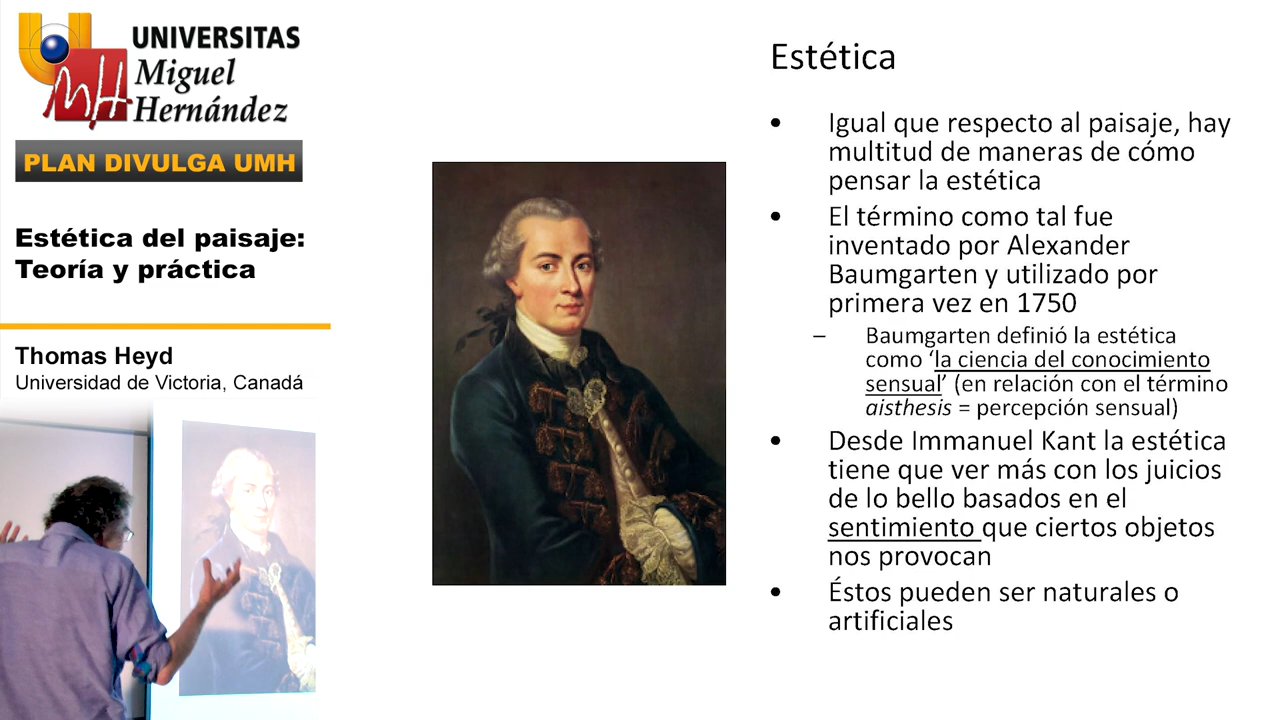 UNIVERSITAS
Miguel
Hernández
PLAN DIVULGA UMH
Estética del paisaje:
Teoría y práctica
Thomas Heyd
Universidad de Victoria, Canadá
Estética
• Igual que respecto al paisaje, hay
multitud de maneras de cómo
pensar la estética
• El término como tal fue
inventado por Alexander
Baumgarten y utilizado por
primera vez en 1750
– Baumgarten definió la estética
como ‘la ciencia del conocimiento
sensual’ (en relación con el término
aisthesis = percepción sensual)
• Desde Immanuel Kant la estética
tiene que ver más con los juicios
de lo bello basados en el
sentimiento que ciertos objetos
nos provocan
• Éstos pueden ser naturales o
artificiales